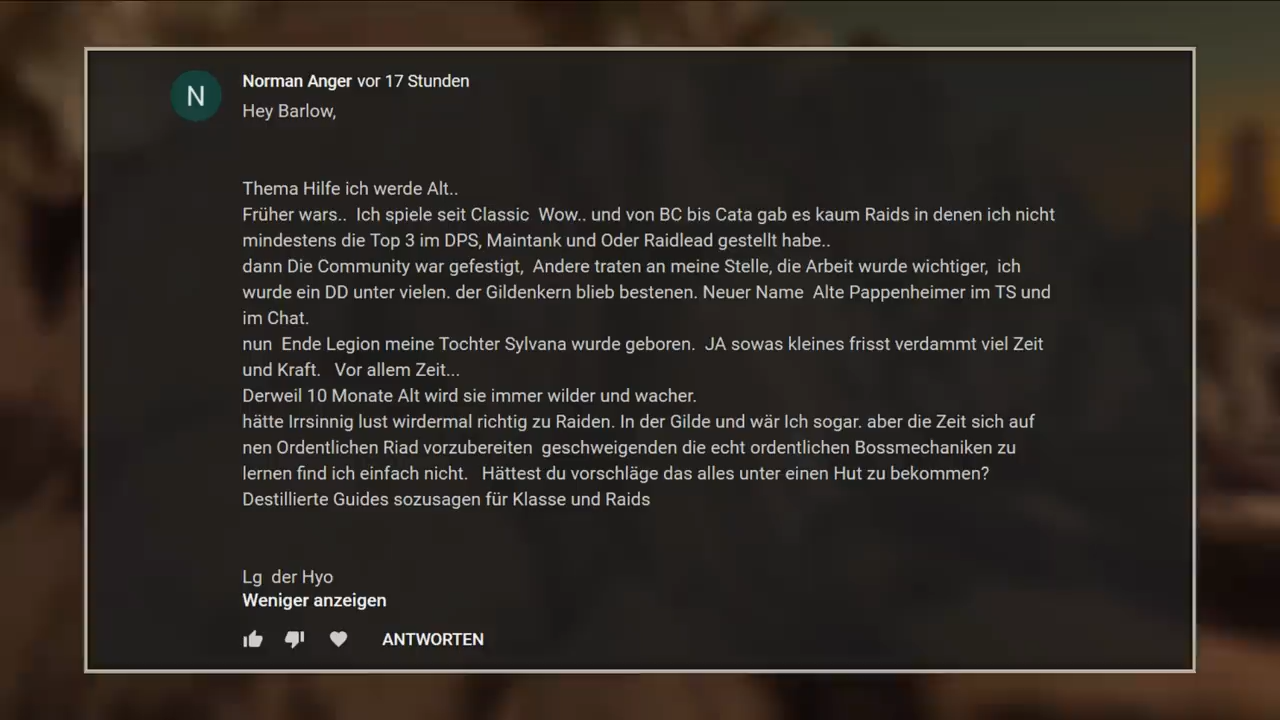 N
Norman Anger vor 17 Stunden
Hey Barlow,
Thema Hilfe ich werde Alt..
Früher wars..  Ich spiele seit Classic  Wow.. und von BC bis Cata gab es kaum Raids in denen ich nicht
mindestens die Top 3 im DPS, Maintank und Oder Raidlead gestellt habe..
dann Die Community war gefestigt,  Andere traten an meine Stelle, die Arbeit wurde wichtiger,  ich
wurde ein DD unter vielen. der Gildenkern blieb bestenen. Neuer Name  Alte Pappenheimer im TS und
im Chat.
nun  Ende Legion meine Tochter Sylvana wurde geboren.  JA sowas kleines frisst verdammt viel Zeit
und Kraft.   Vor allem Zeit...
Derweil 10 Monate Alt wird sie immer wilder und wacher.
hätte Irrsinnig lust wirdermal richtig zu Raiden. In der Gilde und wär Ich sogar. aber die Zeit sich auf
nen Ordentlichen Riad vorzubereiten  geschweigenden die echt ordentlichen Bossmechaniken zu
lernen find ich einfach nicht.   Hättest du vorschläge das alles unter einen Hut zu bekommen?
Destillierte Guides sozusagen für Klasse und Raids
Lg  der Hyo
Weniger anzeigen
ANTWORTEN